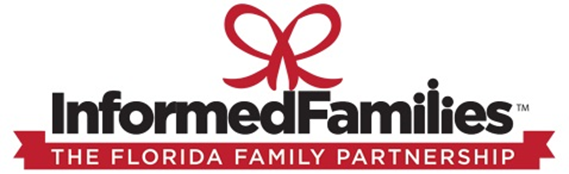 InformedFamilies™
THE FLORIDA FAMILY PARTNERSHIP